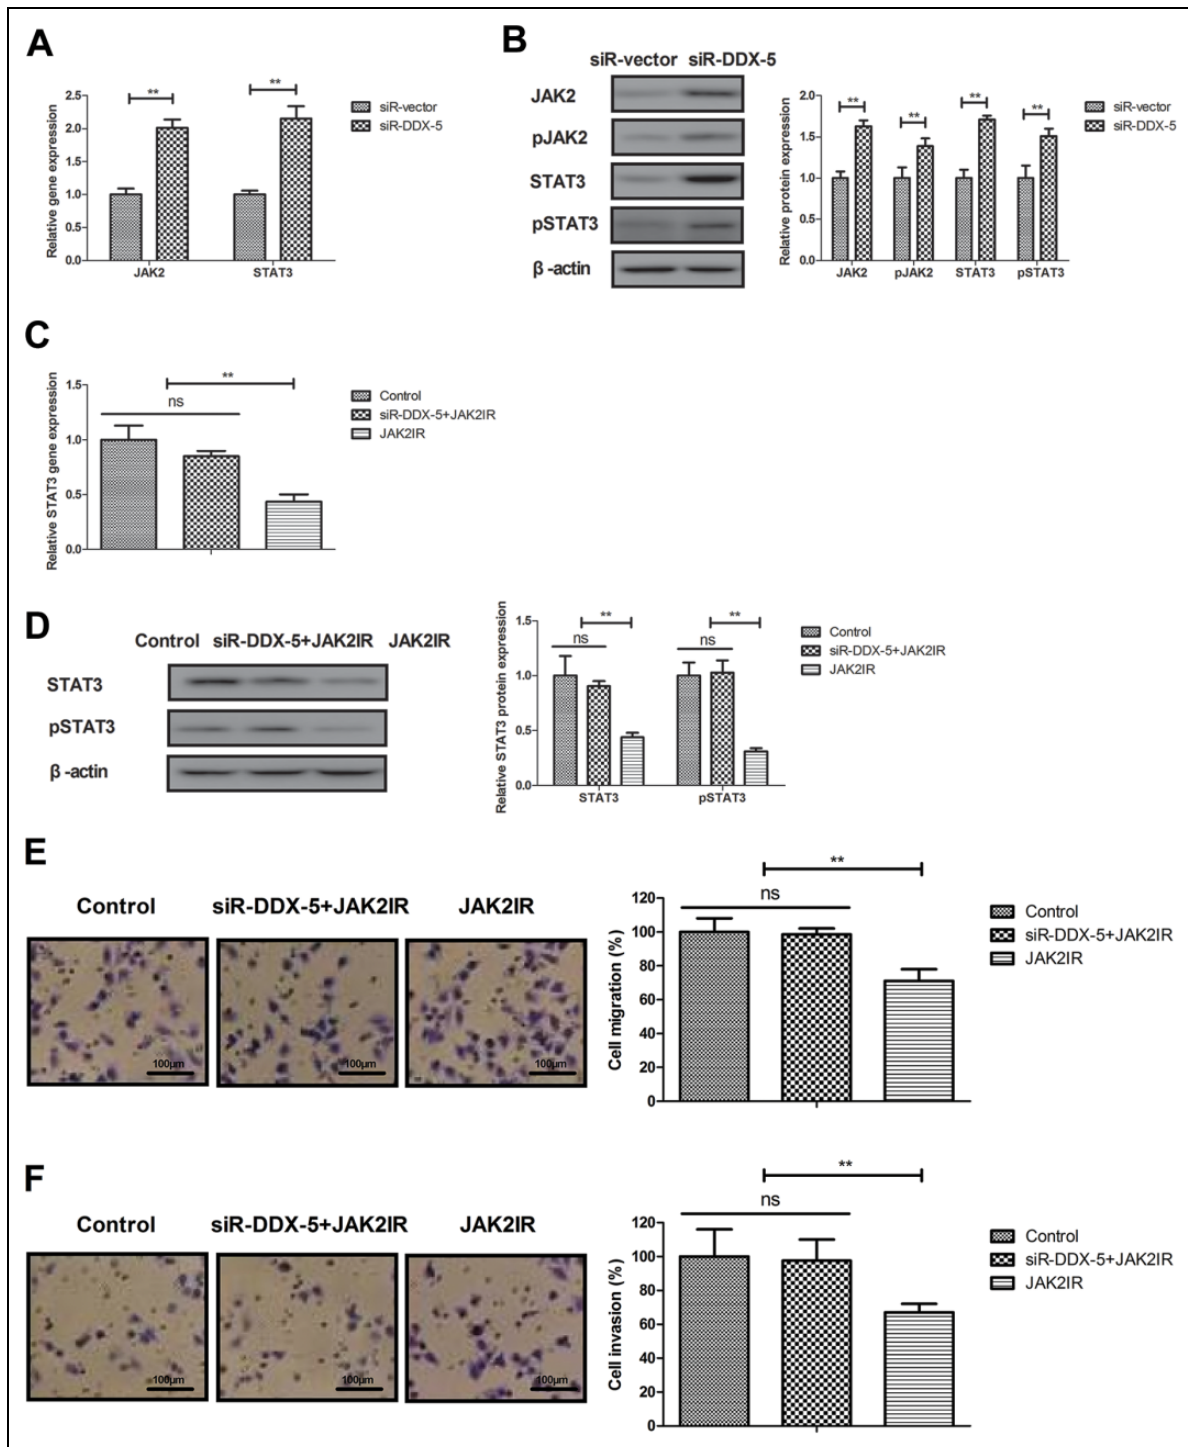 A
2.5
2.0
1.5
1.0
0.5
0.0
Relative gene expression
**
**
JAK2
STAT3
siR-vector
siR-DDX-5
B
siR-vector siR-DDX-5
JAK2
pJAK2
STAT3
pSTAT3
β -actin
2.0
1.5
1.0
0.5
0.0
Relative protein expression
**
**
**
**
JAK2
pJAK2
STAT3
pSTAT3
siR-vector
siR-DDX-5
C
1.5
1.0
0.5
0.0
Relative STAT3 gene expression
**
ns
Control
siR-DDX-5+JAK2IR
JAK2IR
D
Control siR-DDX-5+JAK2IR JAK2IR
STAT3
pSTAT3
β -actin
1.5
1.0
0.5
0.0
Relative STAT3 protein expression
**
ns
**
ns
STAT3
pSTAT3
Control
siR-DDX-5+JAK2IR
JAK2IR
E
Control
siR-DDX-5+JAK2IR
JAK2IR
100μm
100μm
100μm
120
100
80
60
40
20
0
Cell migration (%)
**
ns
Control
siR-DDX-5+JAK2IR
JAK2IR
F
Control
siR-DDX-5+JAK2IR
JAK2IR
100μm
100μm
100μm
120
100
80
60
40
20
0
Cell invasion (%)
**
ns
Control
siR-DDX-5+JAK2IR
JAK2IR